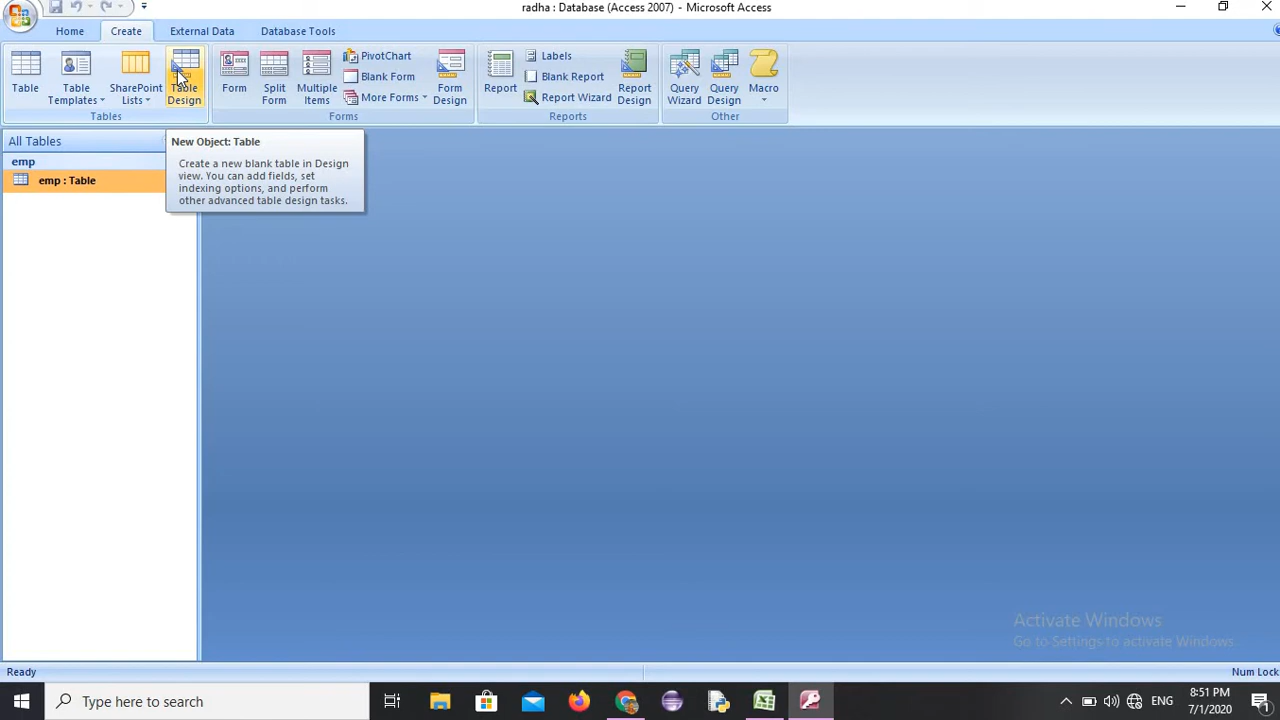 radha : Database (Access 2007) - Microsoft Access
Home Create External Data Database Tools
Table
Table Templates
SharePoint Lists
Table Design
Form
Split Form
Multiple Items
PivotChart
Blank Form
More Forms
Form Design
Report
Labels
Blank Report
Report Wizard
Report Design
Query Wizard
Query Design
Macro
Tables Forms Reports Other
All Tables
emp
emp : Table
New Object: Table
Create a new blank table in Design
view. You can add fields, set
indexing options, and perform
other advanced table design tasks.
Activate Windows
Go to Settings to activate Windows.
Ready Num Lock
Type here to search
ENG
8:51 PM
7/1/2020
1